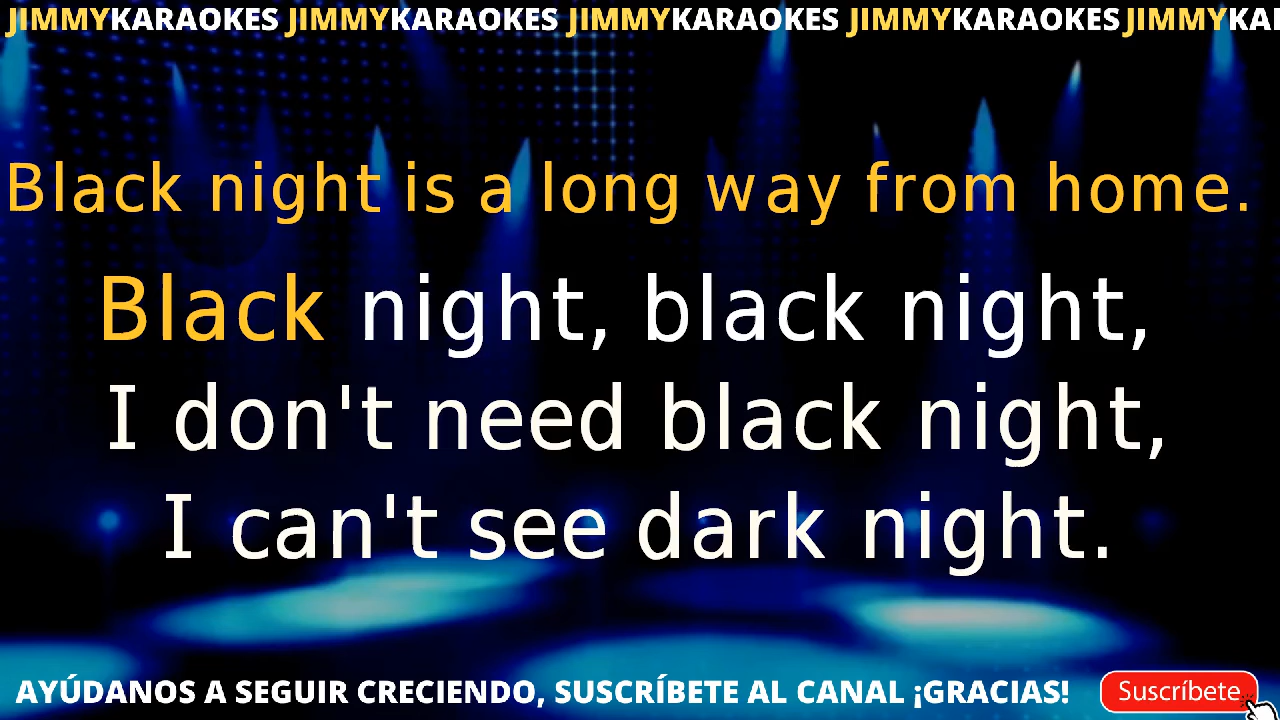 JIMMYKARAOKES JIMMYKARAOKES JIMMYKARAOKES JIMMYKARAOKES JIMMYKAI
Black night is a long way from home.
Black night, black night,
I don't need black night,
I can't see dark night.
AYÚDANOS A SEGUIR CRECIENDO, SUSCRÍBETE AL CANAL ¡GRACIAS! Suscríbete